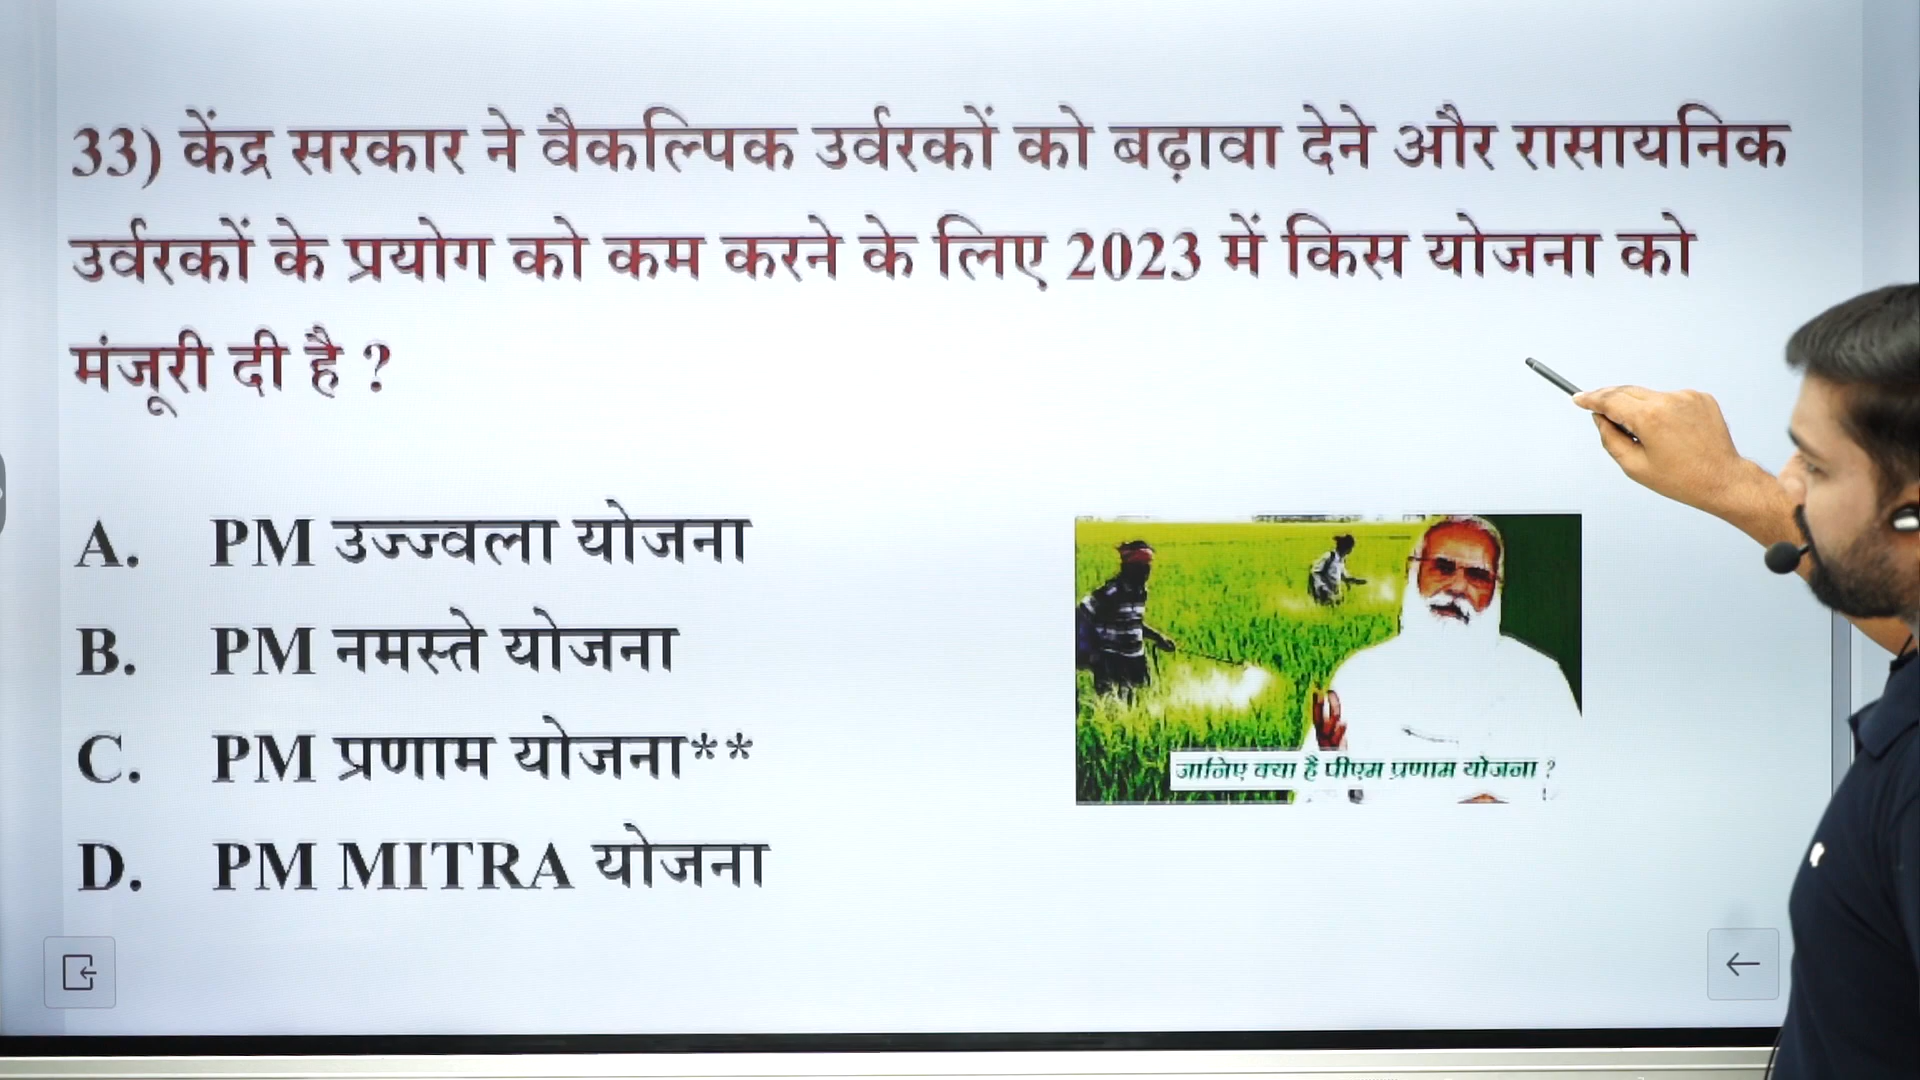 33) केंद्र सरकार ने वैकल्पिक उर्वरकों को बढ़ावा देने और रासायनिक
उर्वरकों के प्रयोग को कम करने के लिए 2023 में किस योजना को
मंजूरी दी है ?
A. PM उज्ज्वला योजना
B. PM नमस्ते योजना
C. PM प्रणाम योजना**
D. PM MITRA योजना
जानिए क्या है पीएम प्रणाम योजना ?